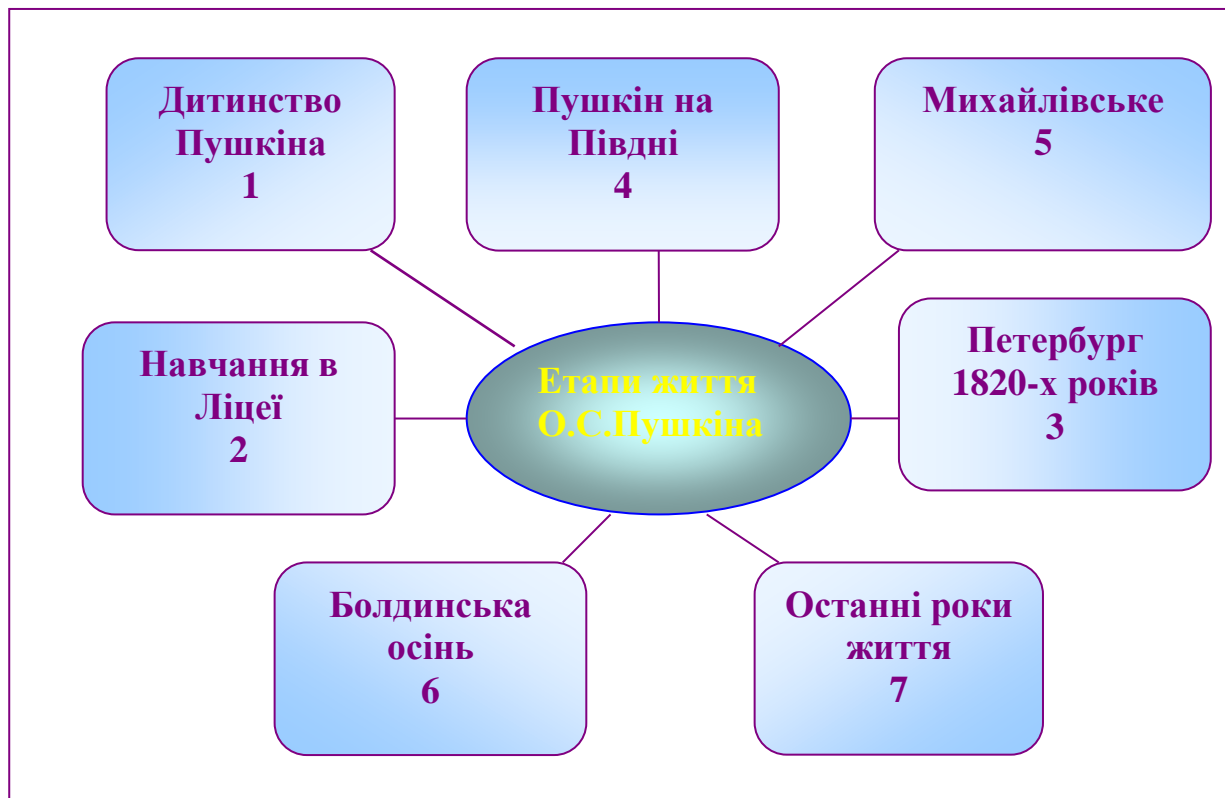 Дитинство
Пушкіна
1
Пушкін на
Півдні
4
Михайлівське
5
Навчання в
Ліцеї
2
Етапи життя
О.С.Пушкіна
Петербург
1820-х років
3
Болдинська
осінь
6
Останні роки
життя
7